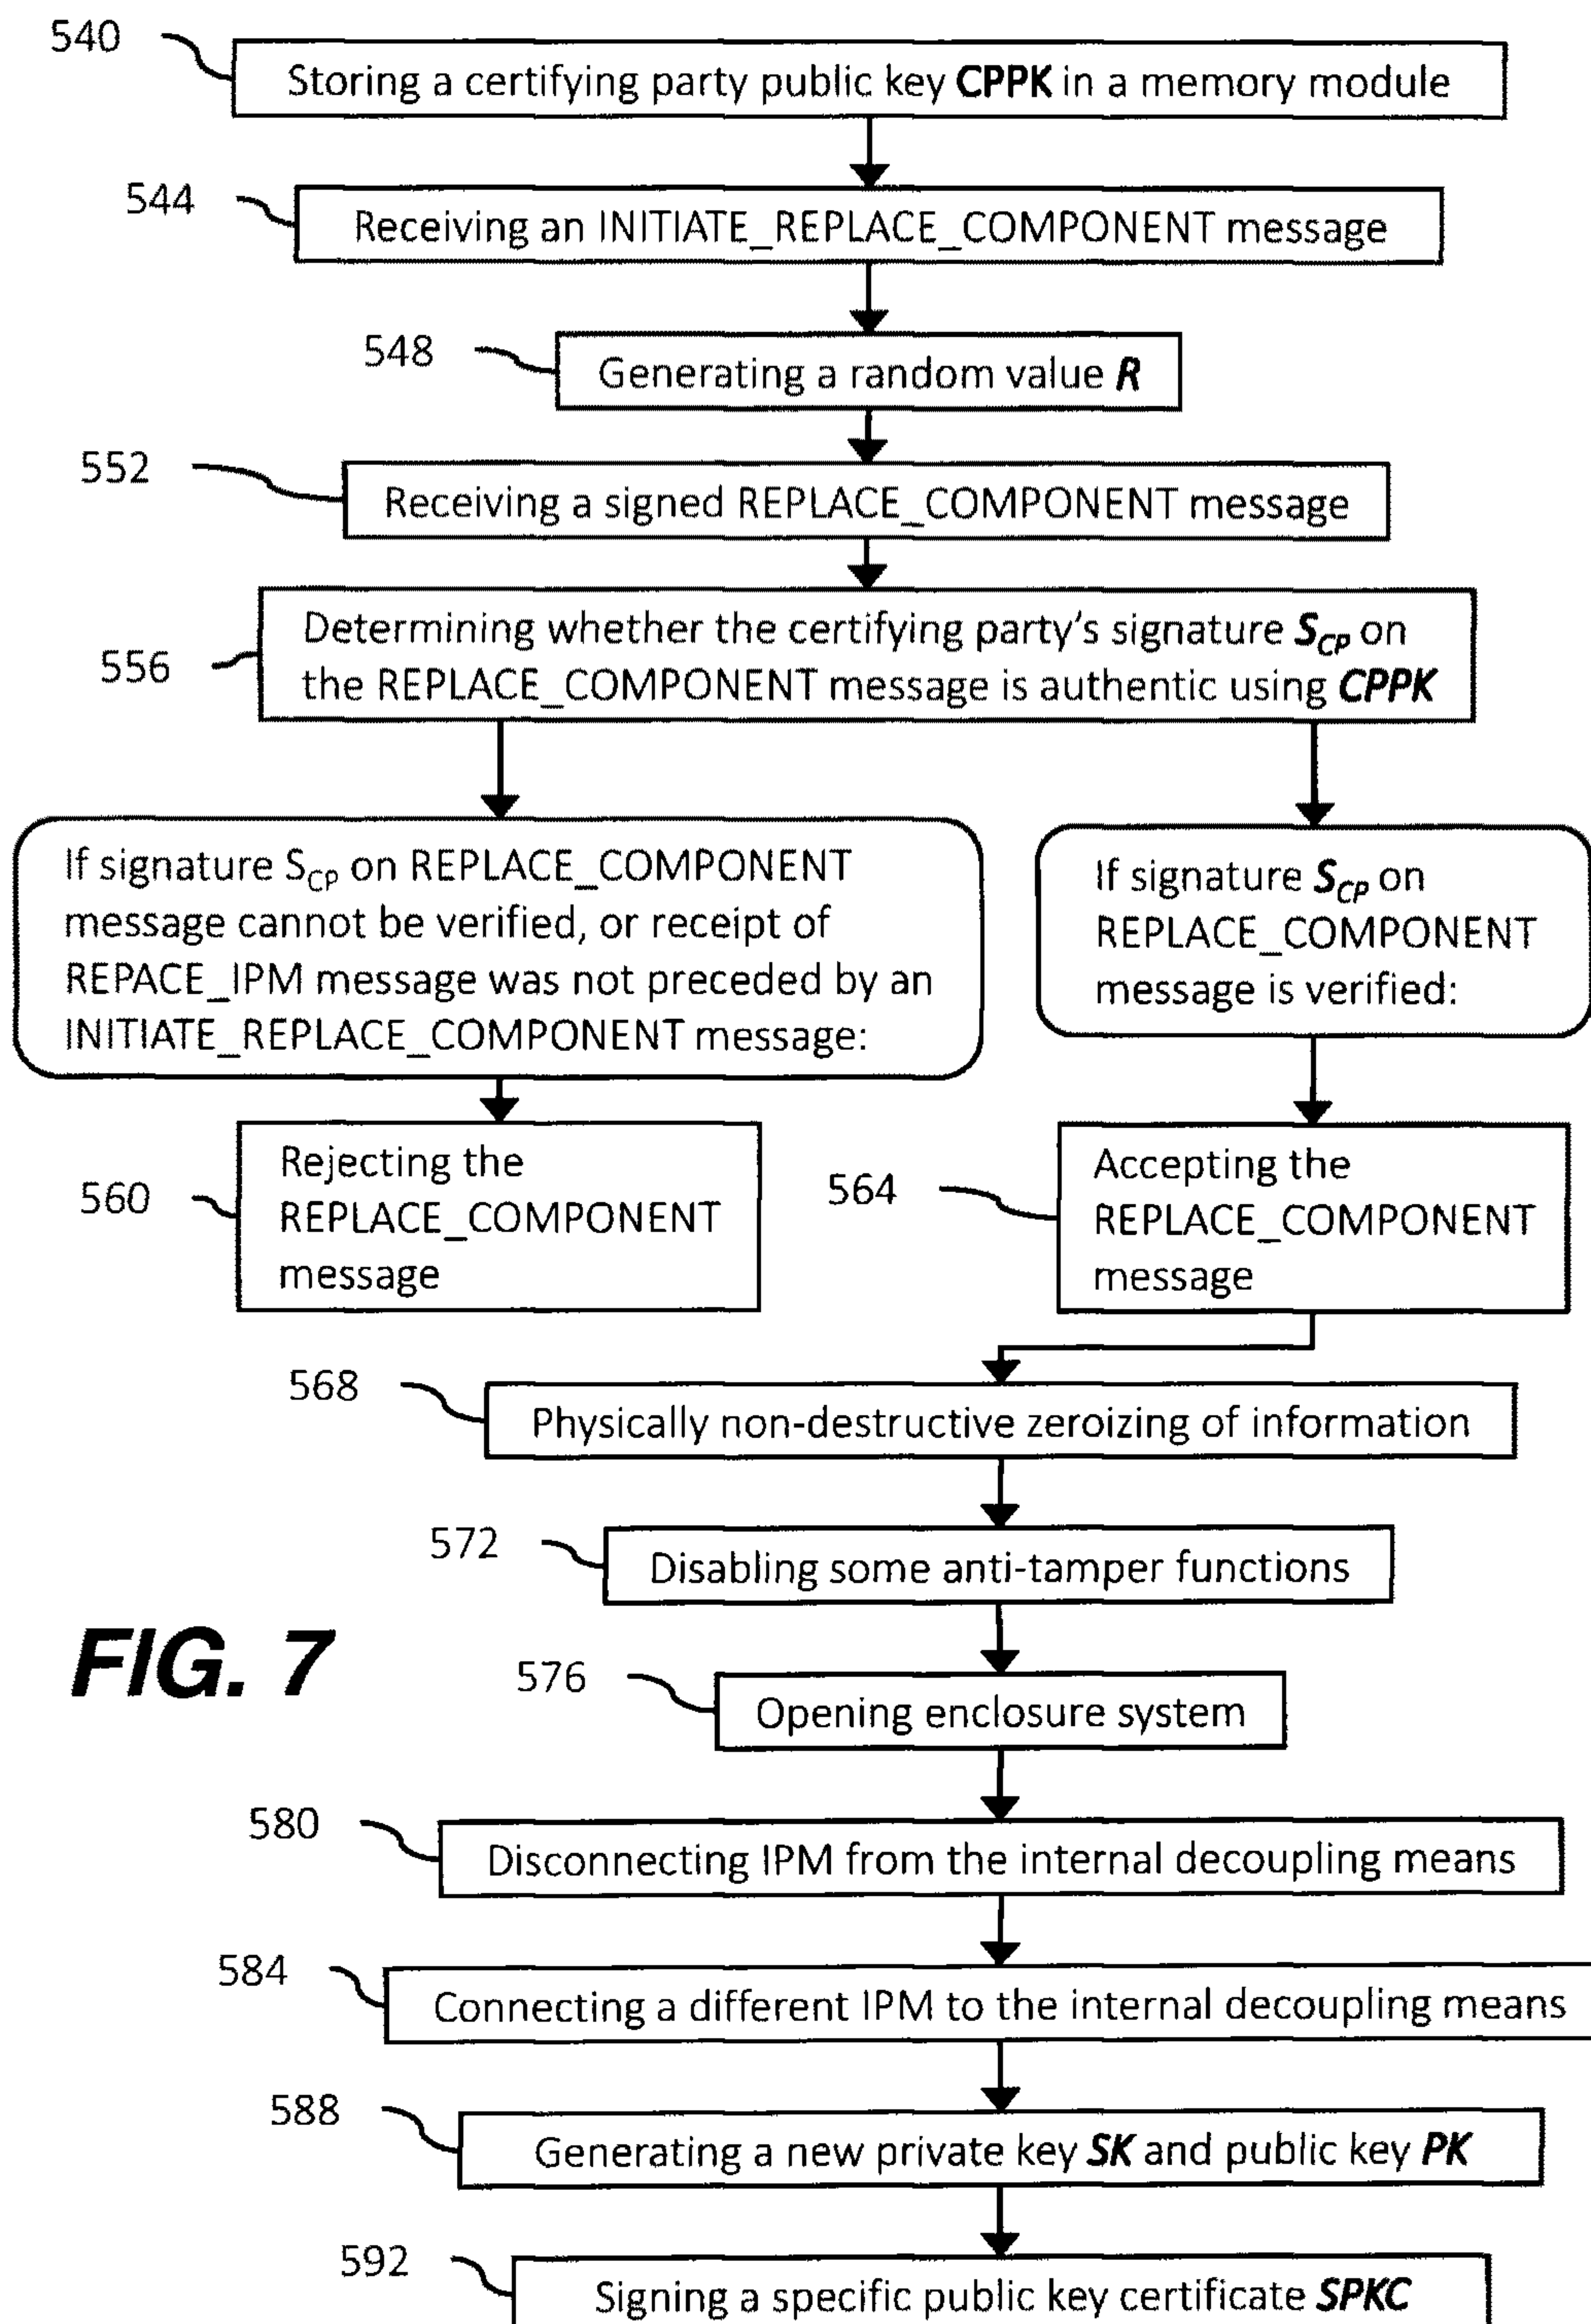 540
Storing a certifying party public key CPPK in a memory module
544
Receiving an INITIATE_REPLACE_COMPONENT message
548
Generating a random value R
552
Receiving a signed REPLACE_COMPONENT message
556
Determining whether the certifying party's signature SCP on
the REPLACE_COMPONENT message is authentic using CPPK
If signature SCP on REPLACE_COMPONENT
message cannot be verified, or receipt of
REPACE_IPM message was not preceded by an
INITIATE_REPLACE_COMPONENT message:
If signature SCP on
REPLACE_COMPONENT
message is verified:
560
Rejecting the
REPLACE_COMPONENT
message
564
Accepting the
REPLACE_COMPONENT
message
568
Physically non-destructive zeroizing of information
572
Disabling some anti-tamper functions
FIG. 7
576
Opening enclosure system
580
Disconnecting IPM from the internal decoupling means
584
Connecting a different IPM to the internal decoupling means
588
Generating a new private key SK and public key PK
592
Signing a specific public key certificate SPKC